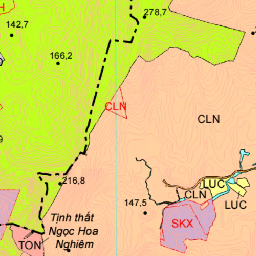 278,7
142,7
166,2
CLN
CLN
216,8
LUC
CLN
LUC
147,5
SKX
Tịnh thất
Ngọc Hoa
Nghiêm
TON